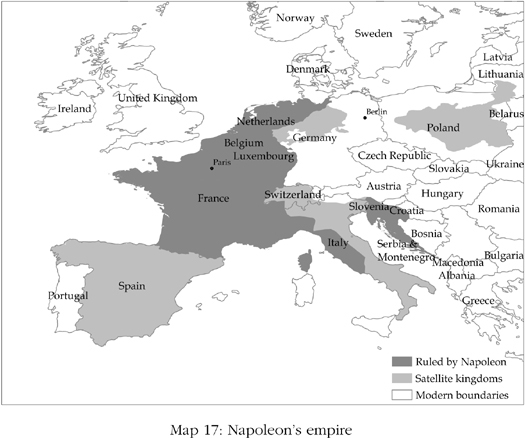 Norway
Sweden
Latvia
Lithuania
Denmark
Ireland
United Kingdom
Belarus
Netherlands
Berlin
Poland
Belgium
Germany
Luxembourg
Paris
Czech Republic
Ukraine
Slovakia
France
Switzerland
Austria
Hungary
Slovenia
Croatia
Romania
Bosnia
Italy
Serbia &
Montenegro
Bulgaria
Macedonia
Albania
Spain
Portugal
Greece
Ruled by Napoleon
Satellite kingdoms
Modern boundaries
Map 17: Napoleon's empire